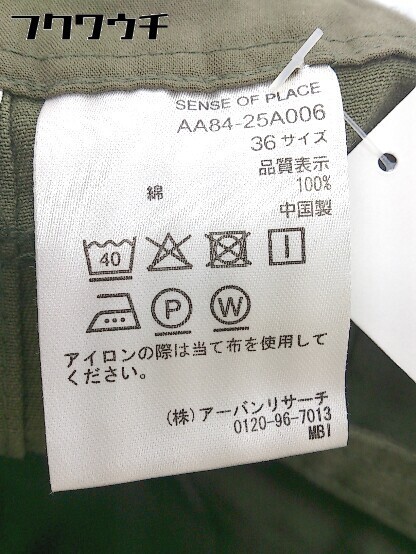 フクワウチ
SENSE OF PLACE
AA84-25A006
36サイズ
品質表示
綿 100%
中国製
40
P W
アイロンの際は当て布を使用して
ください。
(株)アーバンリサーチ
0120-96-7013
MBI